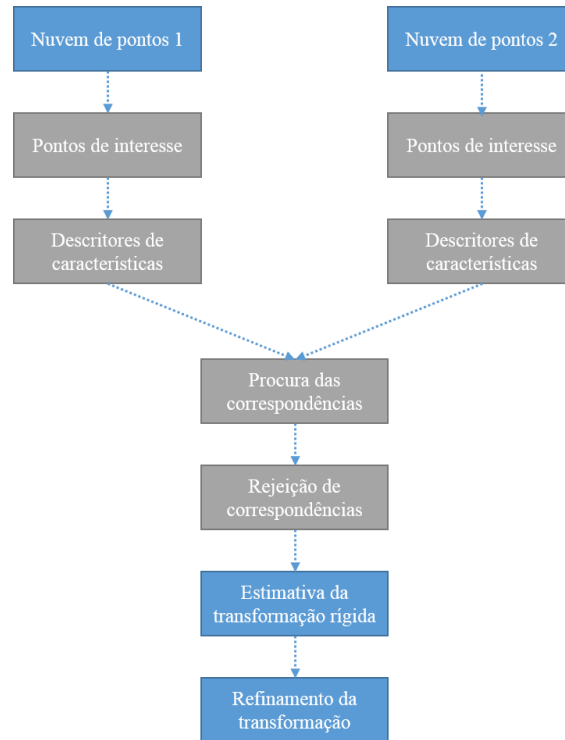 Nuvem de pontos 1
Nuvem de pontos 2
Pontos de interesse
Pontos de interesse
Descritores de
características
Descritores de
características
Procura das
correspondências
Rejeição de
correspondências
Estimativa da
transformação rígida
Refinamento da
transformação